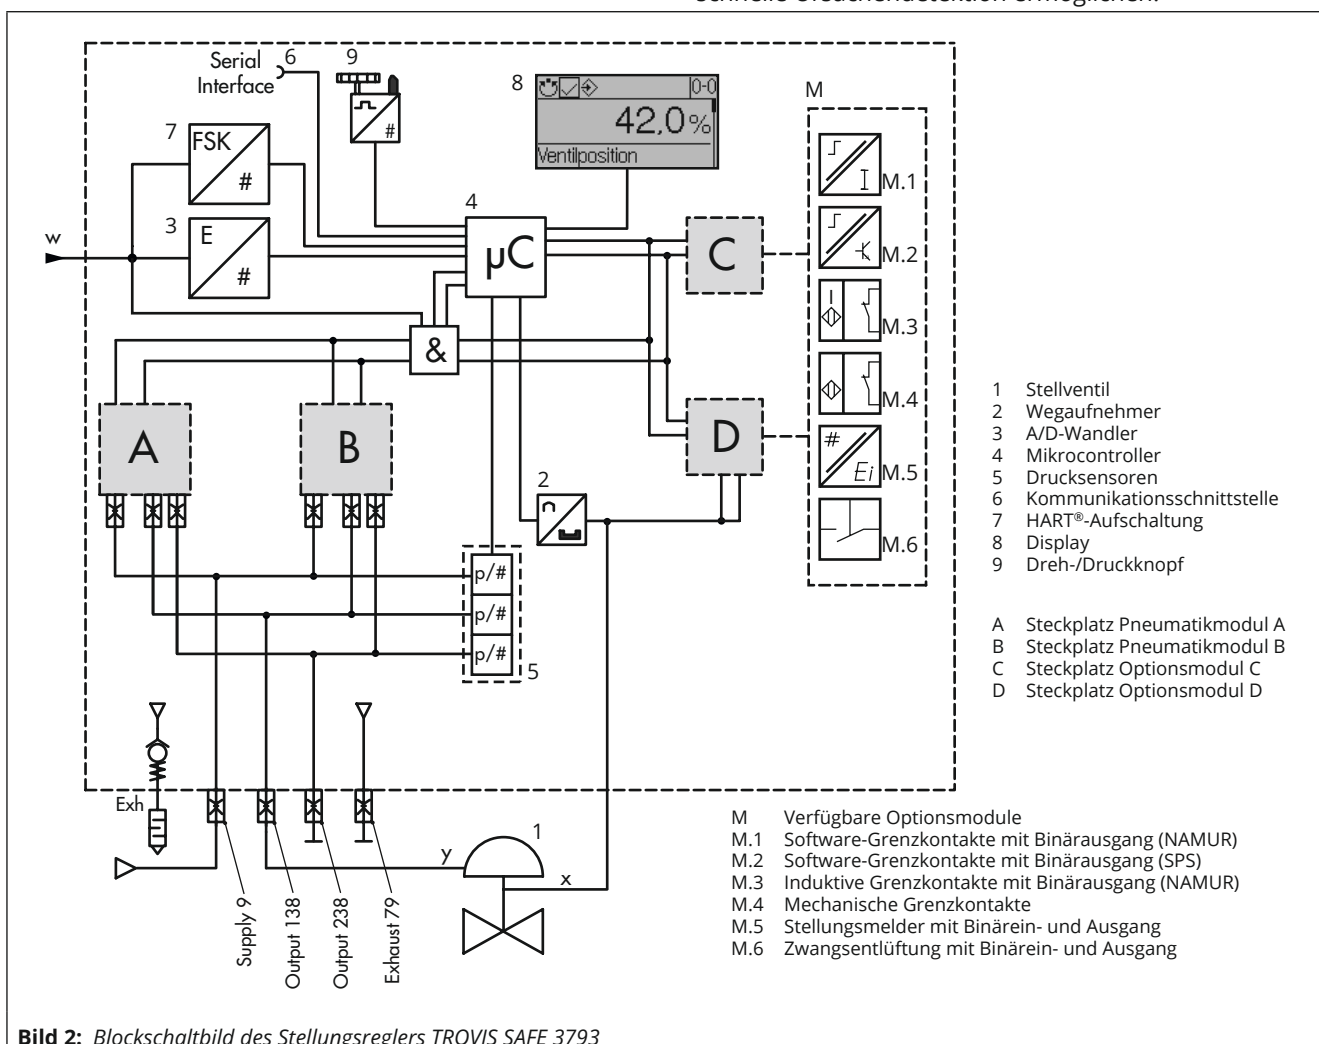 schnelle Ursachendetektion ermöglichen.
Serial
Interface
6
9
8
42,0%
Ventilposition
M
7
FSK
#
#
3
E
#
w
4
µC
C
M.1
M.2
M.3
M.4
#
Ei
M.5
M.6
&
A
B
D
2
p/#
p/#
p/#
5
Exh
Supply 9
Output 138
Output 238
Exhaust 79
y
x
1
1 Stellventil
2 Wegaufnehmer
3 A/D-Wandler
4 Mikrocontroller
5 Drucksensoren
6 Kommunikationsschnittstelle
7 HART®-Aufschaltung
8 Display
9 Dreh-/Druckknopf
A Steckplatz Pneumatikmodul A
B Steckplatz Pneumatikmodul B
C Steckplatz Optionsmodul C
D Steckplatz Optionsmodul D
M Verfügbare Optionsmodule
M.1 Software-Grenzkontakte mit Binärausgang (NAMUR)
M.2 Software-Grenzkontakte mit Binärausgang (SPS)
M.3 Induktive Grenzkontakte mit Binärausgang (NAMUR)
M.4 Mechanische Grenzkontakte
M.5 Stellungsmelder mit Binärein- und Ausgang
M.6 Zwangsentlüftung mit Binärein- und Ausgang
Bild 2: Blockschaltbild des Stellungsreglers TROVIS SAFE 3793